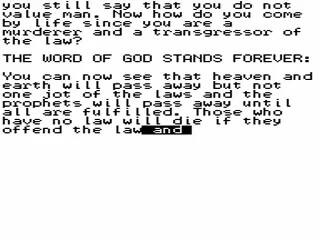 you still say that you do not
value man. Now how do you come
by life since you are a
murderer and a transgressor of
the law?
THE WORD OF GOD STANDS FOREVER:
You can now see that heaven and
earth will pass away but not
one jot of the laws and the
prophets will pass away until
all are fulfilled. Those who
have no law will die if they
offend the law and